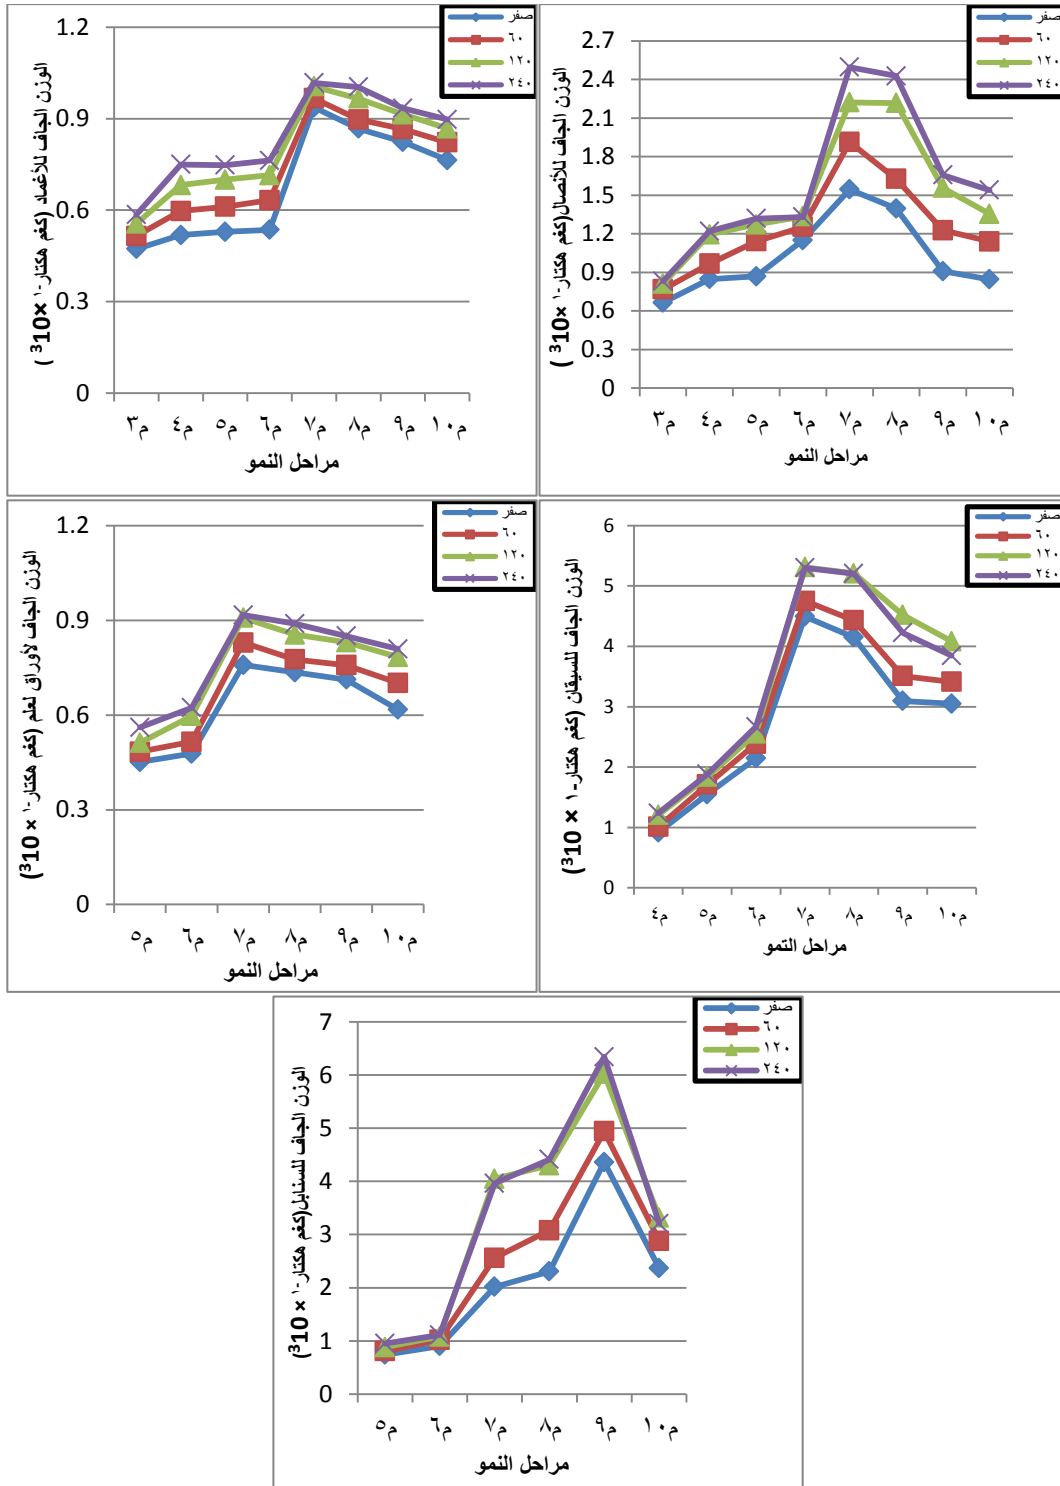 الوزن الجاف للأغماد (كغم هكتار-١ ×10³ )
1.2
0.9
0.6
0.3
0
م٣ م٤ م٥ م٦ م٧ م٨ م٩ م١٠
مراحل النمو
صفر
٦٠
١٢٠
٢٤٠
الوزن الجاف للأنصال(كغم هكتار-١ ×10³ )
2.7
2.4
2.1
1.8
1.5
1.2
0.9
0.6
0.3
0
م٣ م٤ م٥ م٦ م٧ م٨ م٩ م١٠
مراحل النمو
صفر
٦٠
١٢٠
٢٤٠
الوزن الجاف لأوراق لعلم (كغم هكتار-١ × 10³)
1.2
0.9
0.6
0.3
0
م٥ م٦ م٧ م٨ م٩ م١٠
مراحل النمو
صفر
٦٠
١٢٠
٢٤٠
الوزن الجاف للسيقان (كغم هكتار-١ × 10³)
6
5
4
3
2
1
0
م٤ م٥ م٦ م٧ م٨ م٩ م١٠
مراحل النمو
صفر
٦٠
١٢٠
٢٤٠
الوزن الجاف للسنابل(كغم هكتار-١ × 10³)
7
6
5
4
3
2
1
0
م٥ م٦ م٧ م٨ م٩ م١٠
مراحل النمو
صفر
٦٠
١٢٠
٢٤٠